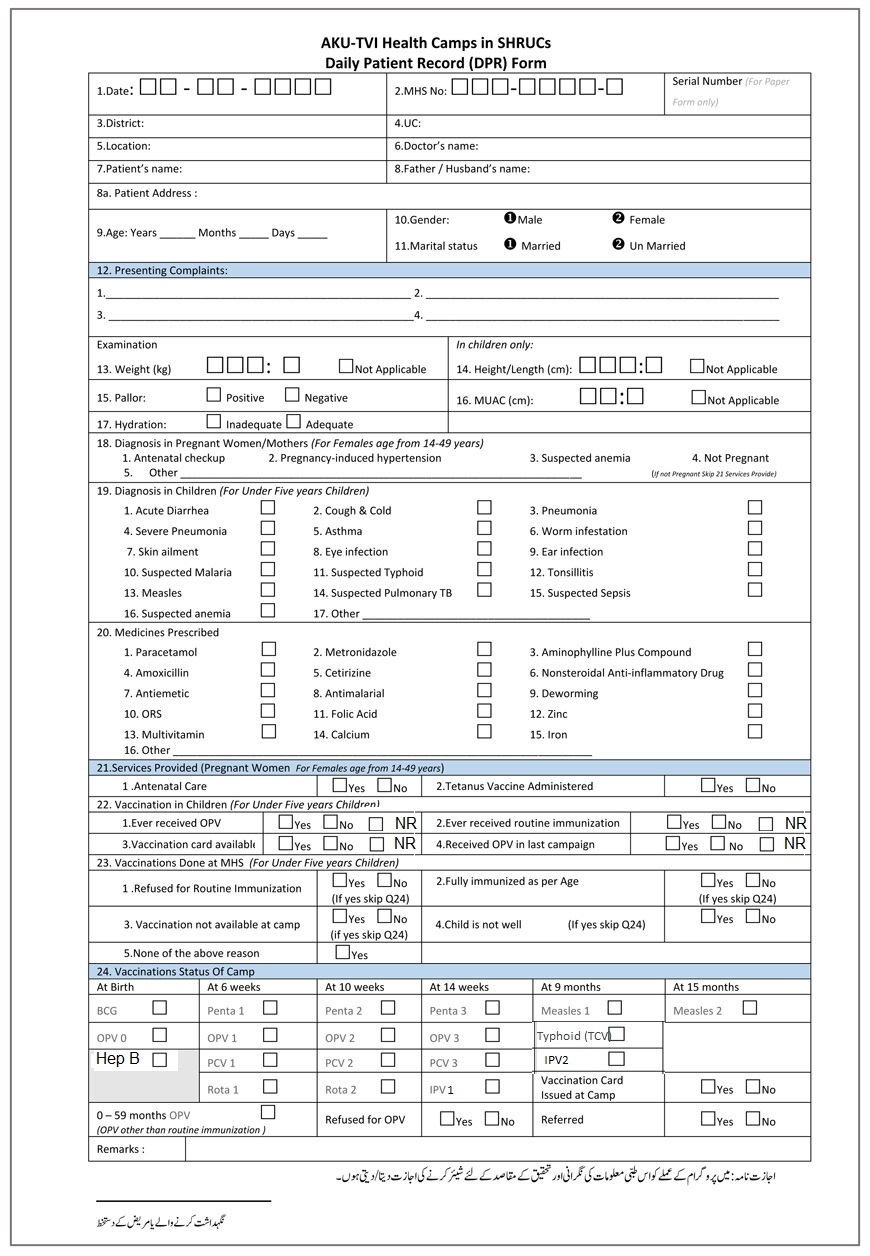 AKU-TVI Health Camps in SHRUCs
Daily Patient Record (DPR) Form
1.Date: - - 2.MHS No: - - Serial Number (For Paper Form only)
3.District: 4.UC:
5.Location: 6.Doctor's name:
7.Patient's name: 8.Father / Husband's name:
8a. Patient Address :
9.Age: Years ______ Months _____ Days _____
10.Gender: ❶Male ❷ Female
11.Marital status ❶ Married ❷ Un Married
12. Presenting Complaints:
1.____ 2. ____
3. ____ 4. ____
Examination In children only:
13. Weight (kg) : Not Applicable 14. Height/Length (cm): : Not Applicable
15. Pallor: Positive Negative 16. MUAC (cm): : Not Applicable
17. Hydration: Inadequate Adequate
18. Diagnosis in Pregnant Women/Mothers (For Females age from 14-49 years)
1. Antenatal checkup 2. Pregnancy-induced hypertension 3. Suspected anemia 4. Not Pregnant
5. Other ____ (If not Pregnant Skip 21 Services Provide)
19. Diagnosis in Children (For Under Five years Children)
1. Acute Diarrhea 2. Cough & Cold 3. Pneumonia
4. Severe Pneumonia 5. Asthma 6. Worm infestation
7. Skin ailment 8. Eye infection 9. Ear infection
10. Suspected Malaria 11. Suspected Typhoid 12. Tonsillitis
13. Measles 14. Suspected Pulmonary TB 15. Suspected Sepsis
16. Suspected anemia 17. Other ____
20. Medicines Prescribed
1. Paracetamol 2. Metronidazole 3. Aminophylline Plus Compound
4. Amoxicillin 5. Cetirizine 6. Nonsteroidal Anti-inflammatory Drug
7. Antiemetic 8. Antimalarial 9. Deworming
10. ORS 11. Folic Acid 12. Zinc
13. Multivitamin 14. Calcium 15. Iron
16. Other ____
21.Services Provided (Pregnant Women For Females age from 14-49 years)
1 .Antenatal Care Yes No 2.Tetanus Vaccine Administered Yes No
22. Vaccination in Children (For Under Five years Children)
1.Ever received OPV Yes No NR 2.Ever received routine immunization Yes No NR
3.Vaccination card available Yes No NR 4.Received OPV in last campaign Yes No NR
23. Vaccinations Done at MHS (For Under Five years Children)
1 .Refused for Routine Immunization Yes No (If yes skip Q24) 2.Fully immunized as per Age Yes No (If yes skip Q24)
3. Vaccination not available at camp Yes No (if yes skip Q24) 4.Child is not well (If yes skip Q24) Yes No
5.None of the above reason Yes
24. Vaccinations Status Of Camp
At Birth At 6 weeks At 10 weeks At 14 weeks At 9 months At 15 months
BCG Penta 1 Penta 2 Penta 3 Measles 1 Measles 2
OPV 0 OPV 1 OPV 2 OPV 3 Typhoid (TCV)
Hep B PCV 1 PCV 2 PCV 3 IPV2
Rota 1 Rota 2 IPV 1 Vaccination Card Issued at Camp Yes No
0 – 59 months OPV Refused for OPV Yes No Referred Yes No
(OPV other than routine immunization )
Remarks :
اجازت نامہ: میں پروگرام کے عملے کو اس طبّی معلومات کی نگرانی اور تحقیق کے مقاصد کے لئے شیئر کرنے کی اجازت دیتا/دیتی ہوں۔
نگہداشت کرنے والے یا مریض کے دستخط